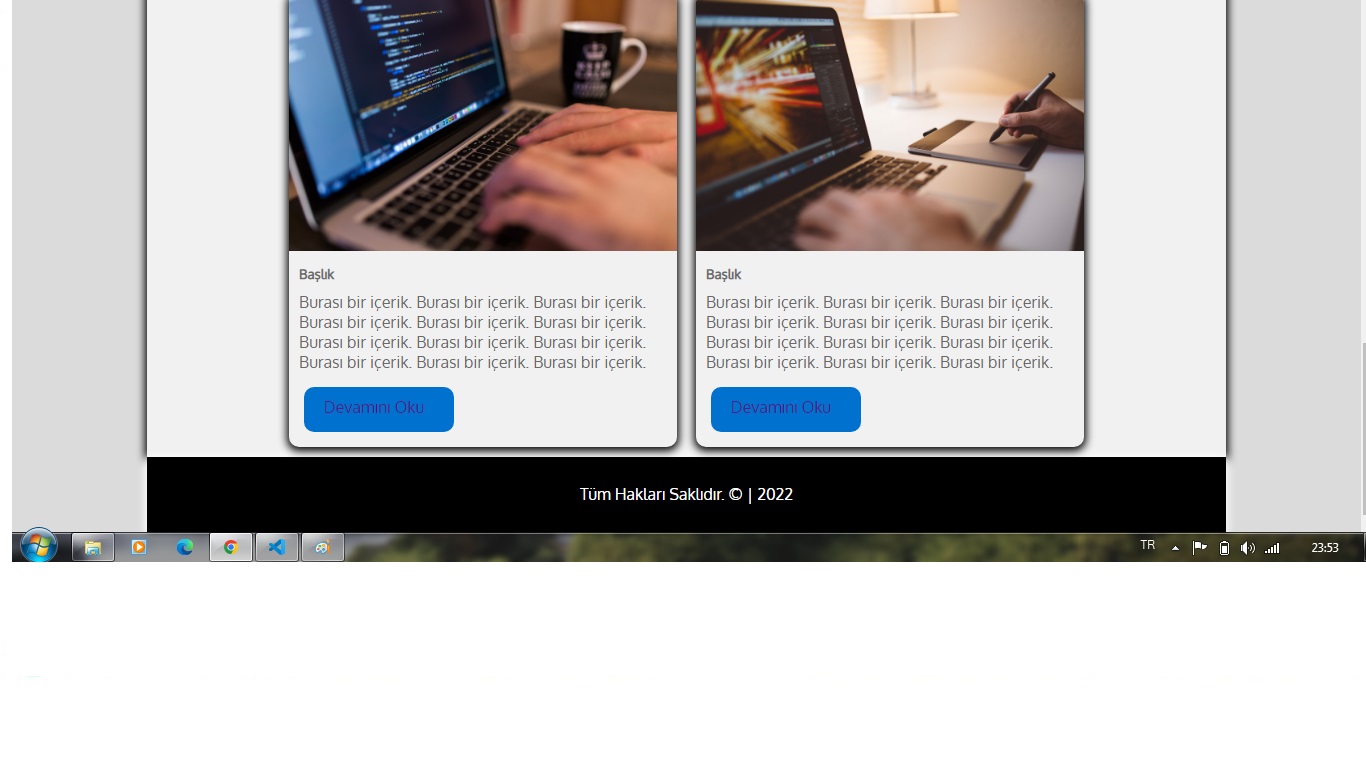 KEEP
CALM
Başlık
Burası bir içerik. Burası bir içerik. Burası bir içerik.
Burası bir içerik. Burası bir içerik. Burası bir içerik.
Burası bir içerik. Burası bir içerik. Burası bir içerik.
Burası bir içerik. Burası bir içerik. Burası bir içerik.
Devamını Oku
Başlık
Burası bir içerik. Burası bir içerik. Burası bir içerik.
Burası bir içerik. Burası bir içerik. Burası bir içerik.
Burası bir içerik. Burası bir içerik. Burası bir içerik.
Burası bir içerik. Burası bir içerik. Burası bir içerik.
Devamını Oku
Tüm Hakları Saklıdır. © | 2022
TR
23:53